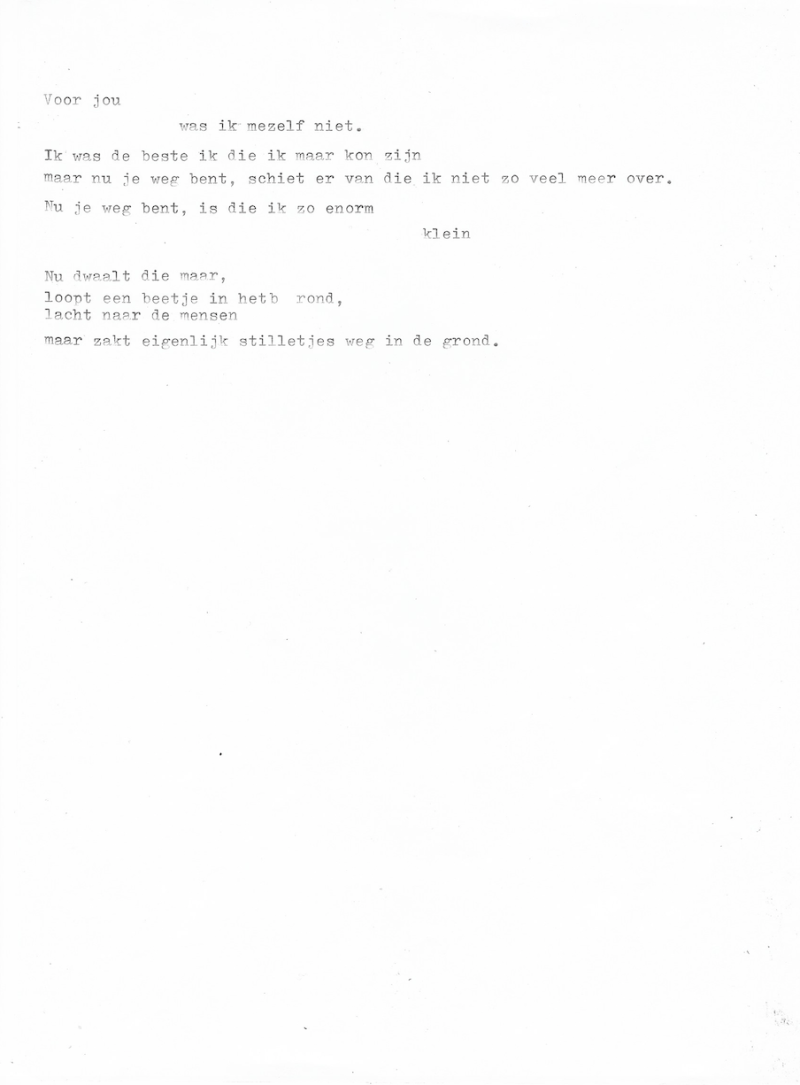 Voor jou
was ik mezelf niet.
Ik was de beste ik die ik maar kon zijn
maar nu je weg bent, schiet er van die ik niet zo veel meer over.
Nu je weg bent, is die ik zo enorm
klein
Nu dwaalt die maar,
loopt een beetje in hetb rond,
lacht naar de mensen
maar zakt eigenlijk stilletjes weg in de grond.